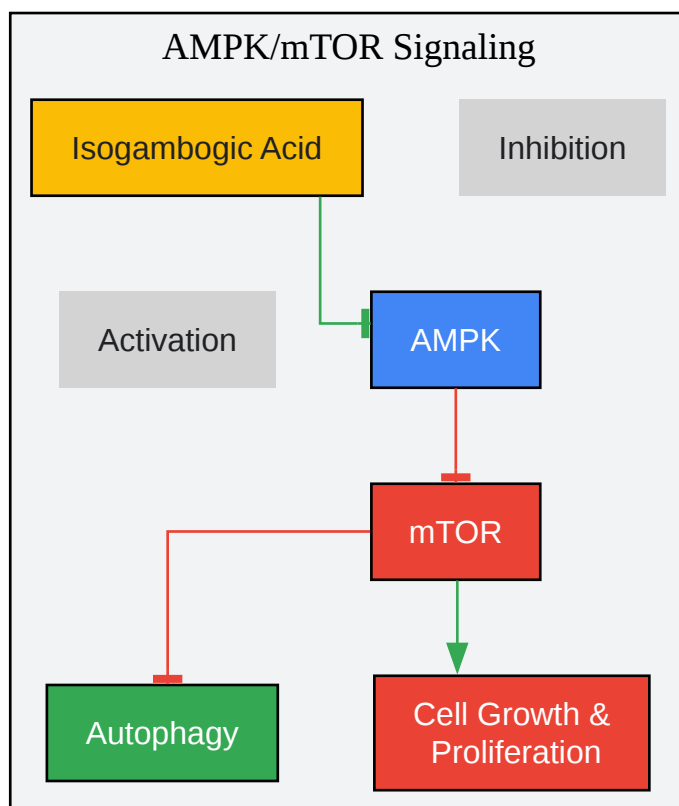 AMPK/mTOR Signaling
Isogambogic Acid
Inhibition
Activation
AMPK
mTOR
Autophagy
Cell Growth &
Proliferation